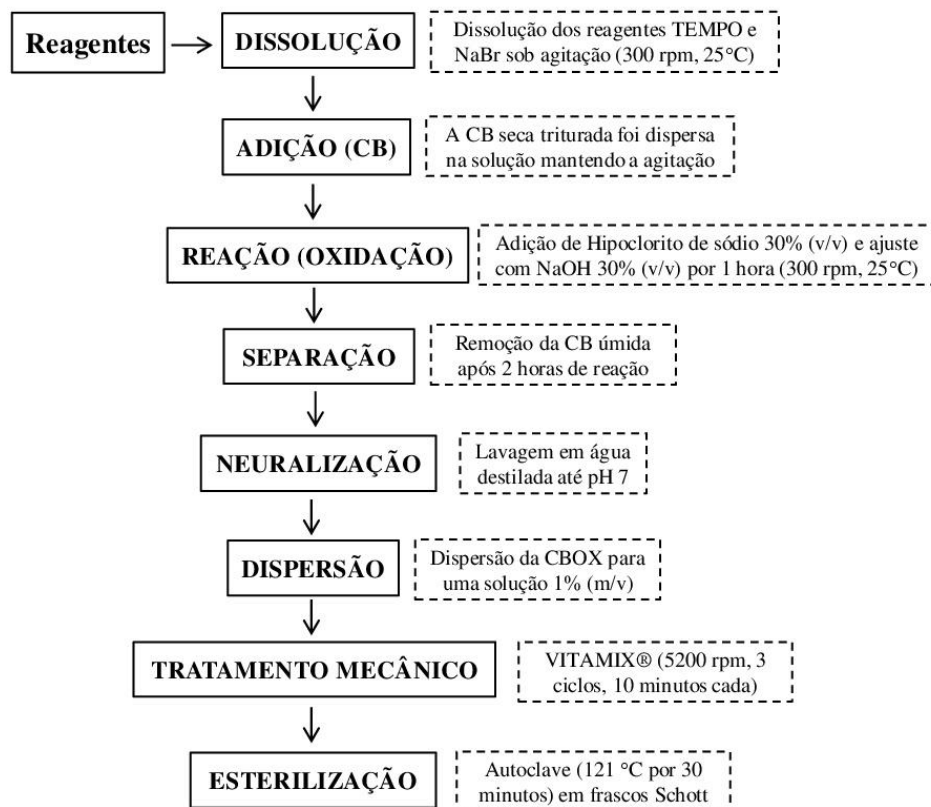 Reagentes
DISSOLUÇÃO
Dissolução dos reagentes TEMPO e
NaBr sob agitação (300 rpm, 25°C)
ADIÇÃO (CB)
A CB seca triturada foi dispersa
na solução mantendo a agitação
REAÇÃO (OXIDAÇÃO)
Adição de Hipoclorito de sódio 30% (v/v) e ajuste
com NaOH 30% (v/v) por 1 hora (300 rpm, 25°C)
SEPARAÇÃO
Remoção da CB úmida
após 2 horas de reação
NEURALIZAÇÃO
Lavagem em água
destilada até pH 7
DISPERSÃO
Dispersão da CBOX para
uma solução 1% (m/v)
TRATAMENTO MECÂNICO
VITAMIX® (5200 rpm, 3
ciclos, 10 minutos cada)
ESTERILIZAÇÃO
Autoclave (121 °C por 30
minutos) em frascos Schott